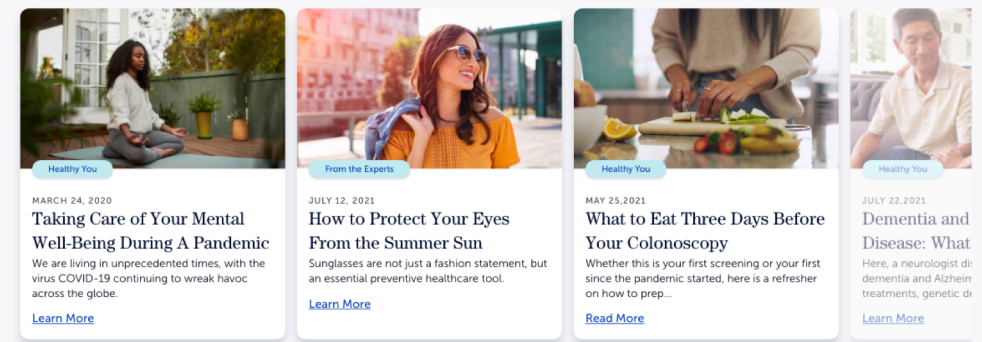 Healthy You
MARCH 24, 2020
Taking Care of Your Mental
Well-Being During A Pandemic
We are living in unprecedented times, with the
virus COVID-19 continuing to wreak havoc
across the globe.
Learn More
From the Experts
JULY 12, 2021
How to Protect Your Eyes
From the Summer Sun
Sunglasses are not just a fashion statement, but
an essential preventive healthcare tool.
Learn More
Healthy You
MAY 25,2021
What to Eat Three Days Before
Your Colonoscopy
Whether this is your first screening or your first
since the pandemic started, here is a refresher
on how to prep...
Read More
Healthy You
JULY 22,2021
Dementia and
Disease: What
Here, a neurologist
dementia and
treatments, genetic
Learn More